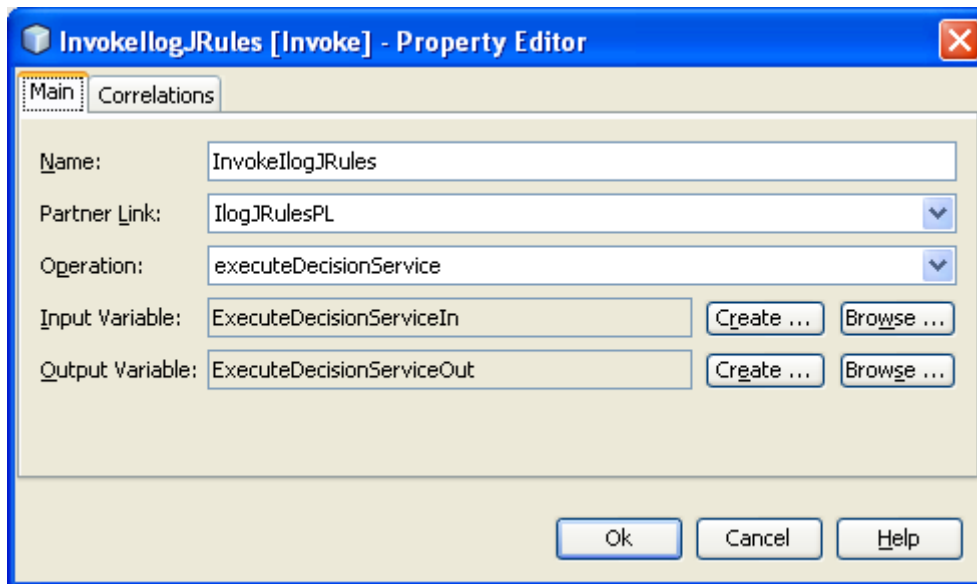 InvokeIlogJRules [Invoke] - Property Editor
Main Correlations
Name: InvokeIlogJRules
Partner Link: IlogJRulesPL
Operation: executeDecisionService
Input Variable: ExecuteDecisionServiceIn Create ... Browse ...
Output Variable: ExecuteDecisionServiceOut Create ... Browse ...
Ok Cancel Help